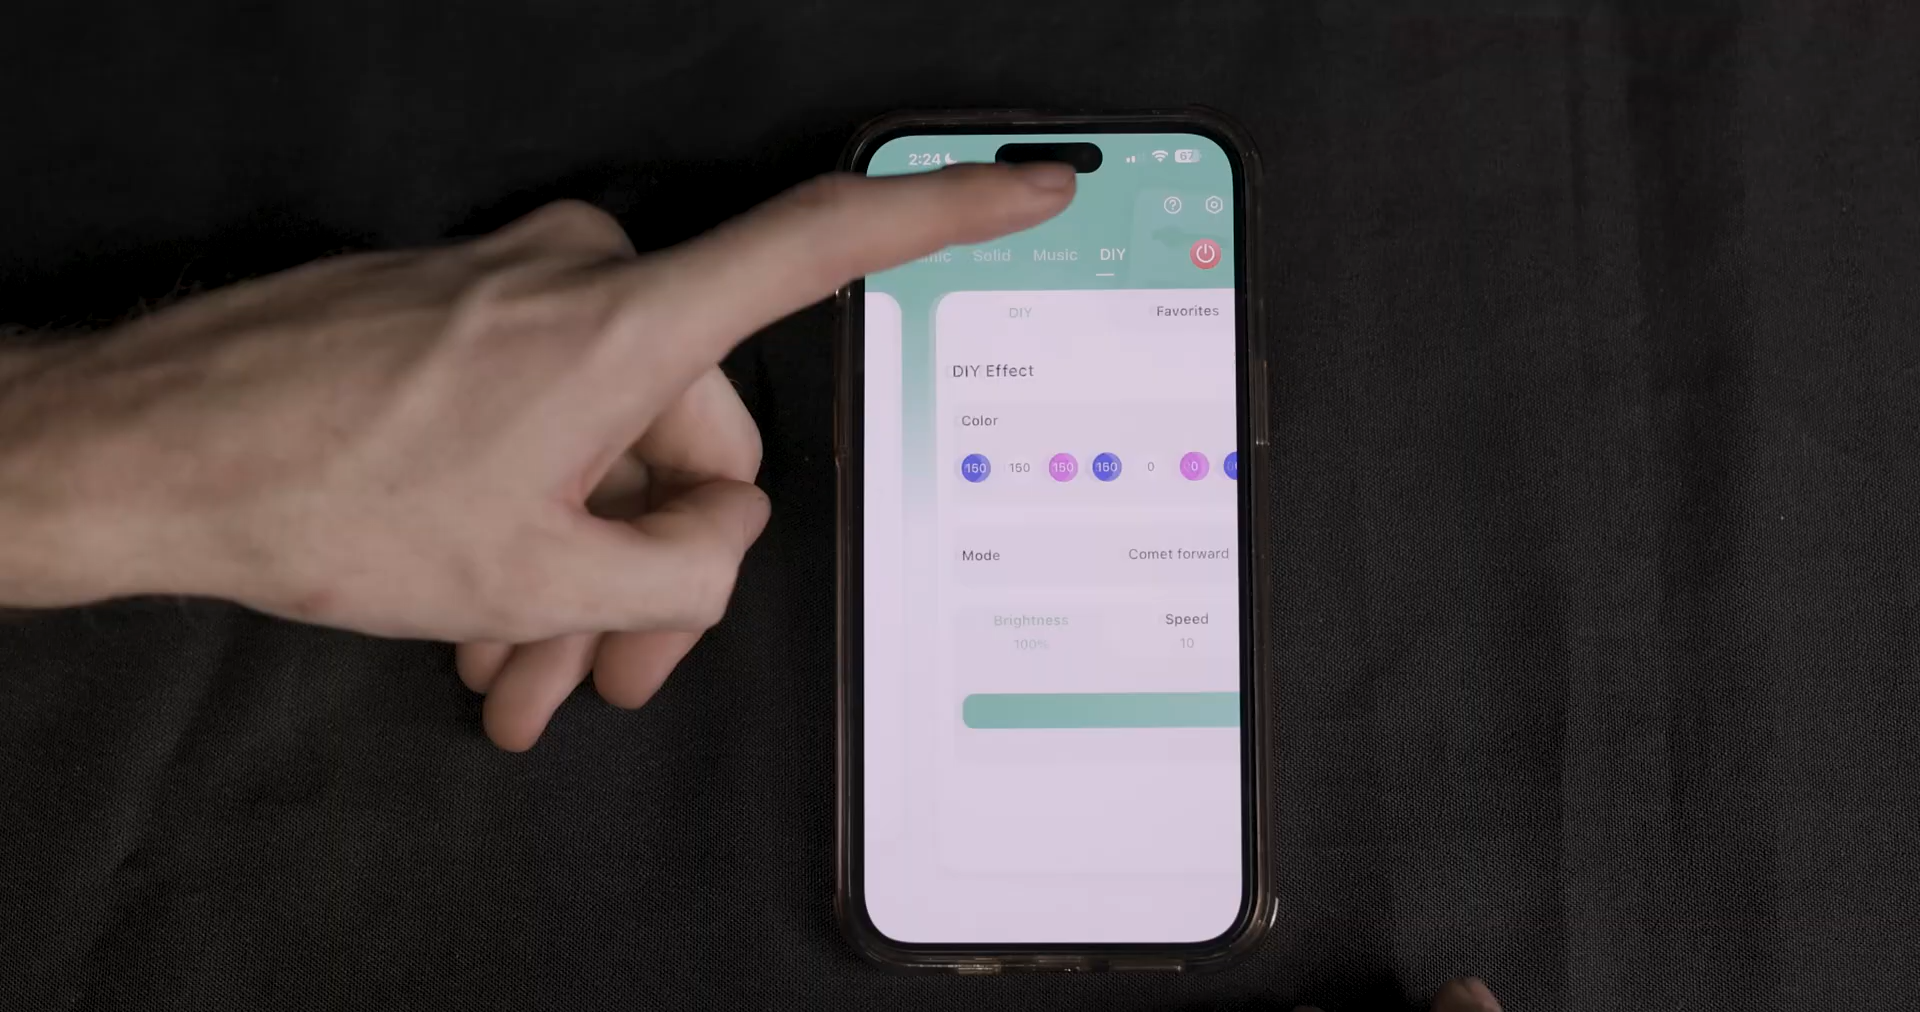 2:24 67
Solid Music DIY
DIY Favorites
DIY Effect
Color
150 150 150 150 0 0
Mode Comet forward
Brightness Speed
100% 10